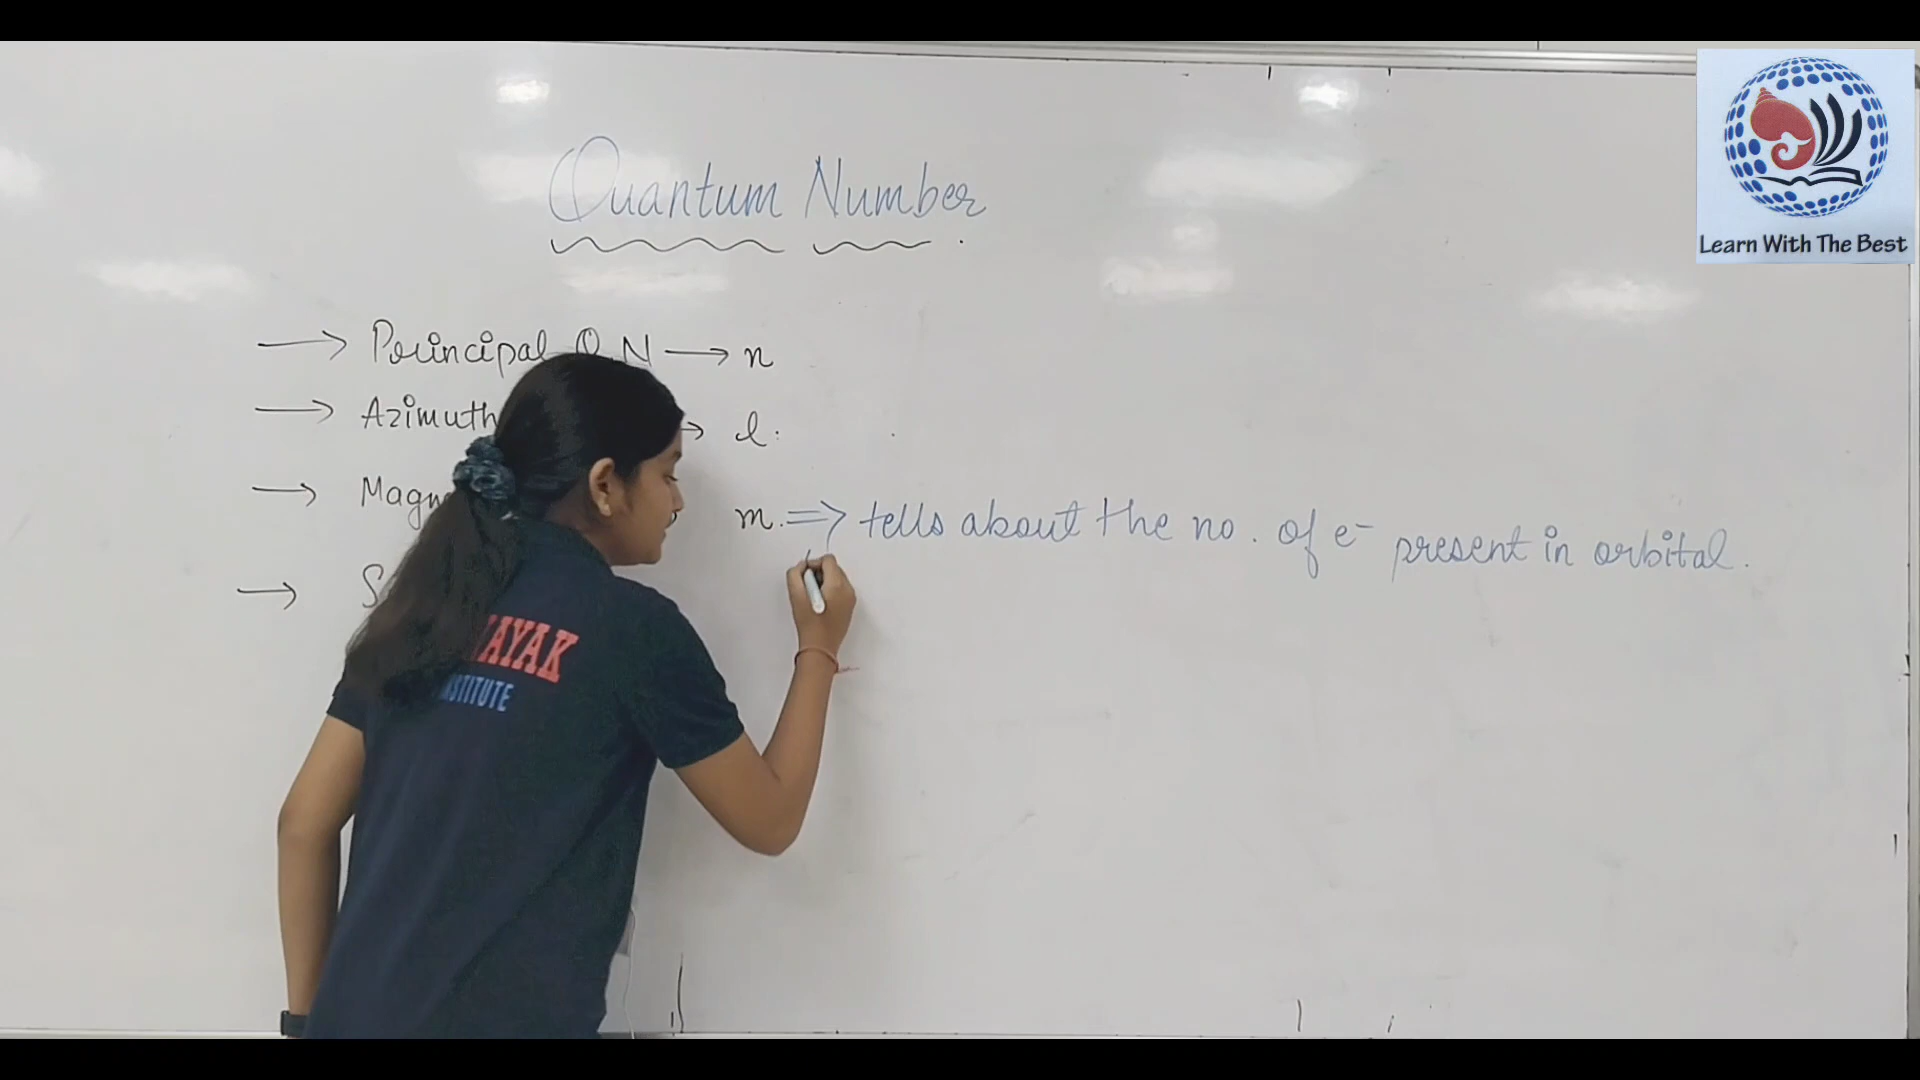 Quantum Number
Learn With The Best
→ Principal Q.N → n
→ Azimuth → l.
→ Magn m. => tells about the no. of e⁻ present in orbital.
→ S
AYAK
STITUTE